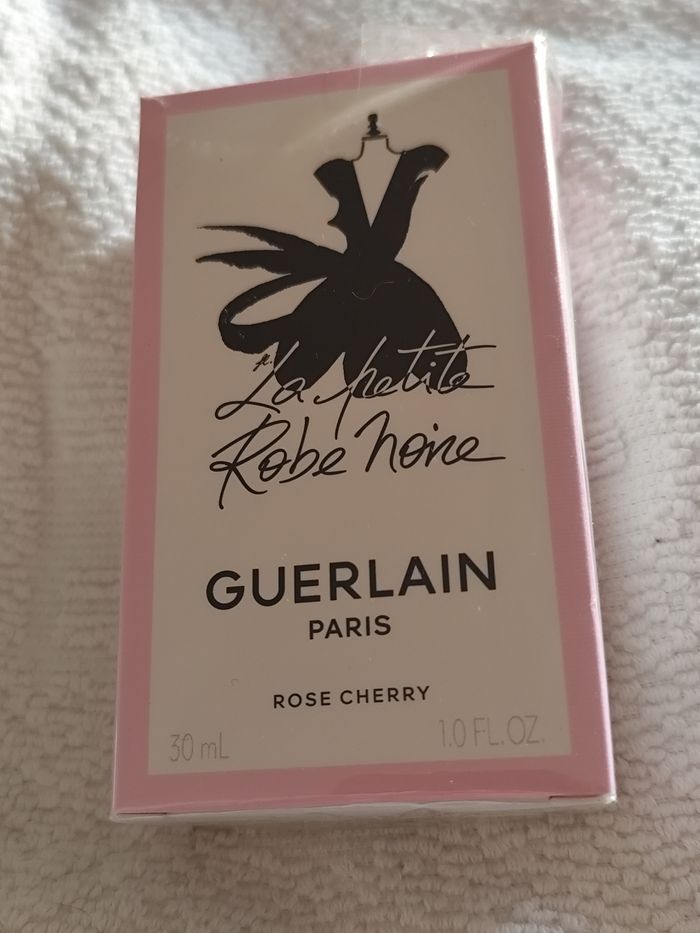 La petite
Robe noire
GUERLAIN
PARIS
ROSE CHERRY
30 mL
1.0 FL.OZ.